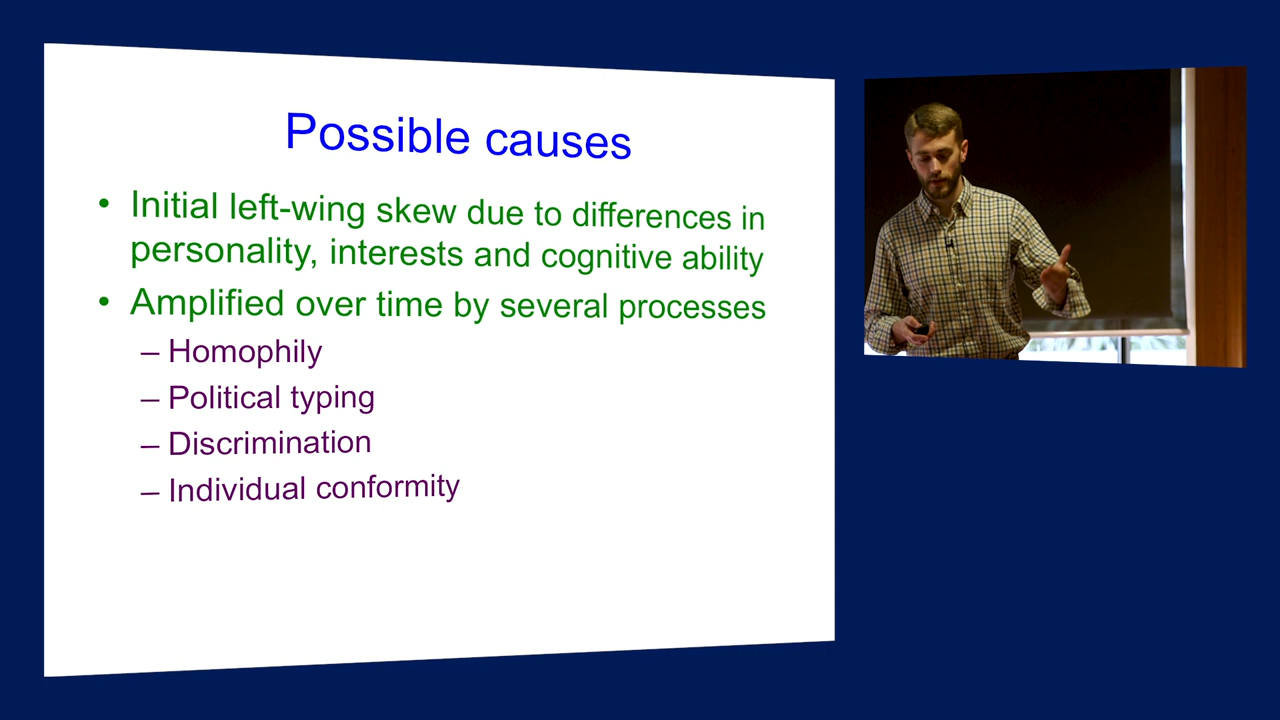 Possible causes
• Initial left-wing skew due to differences in
personality, interests and cognitive ability
• Amplified over time by several processes
– Homophily
– Political typing
– Discrimination
– Individual conformity